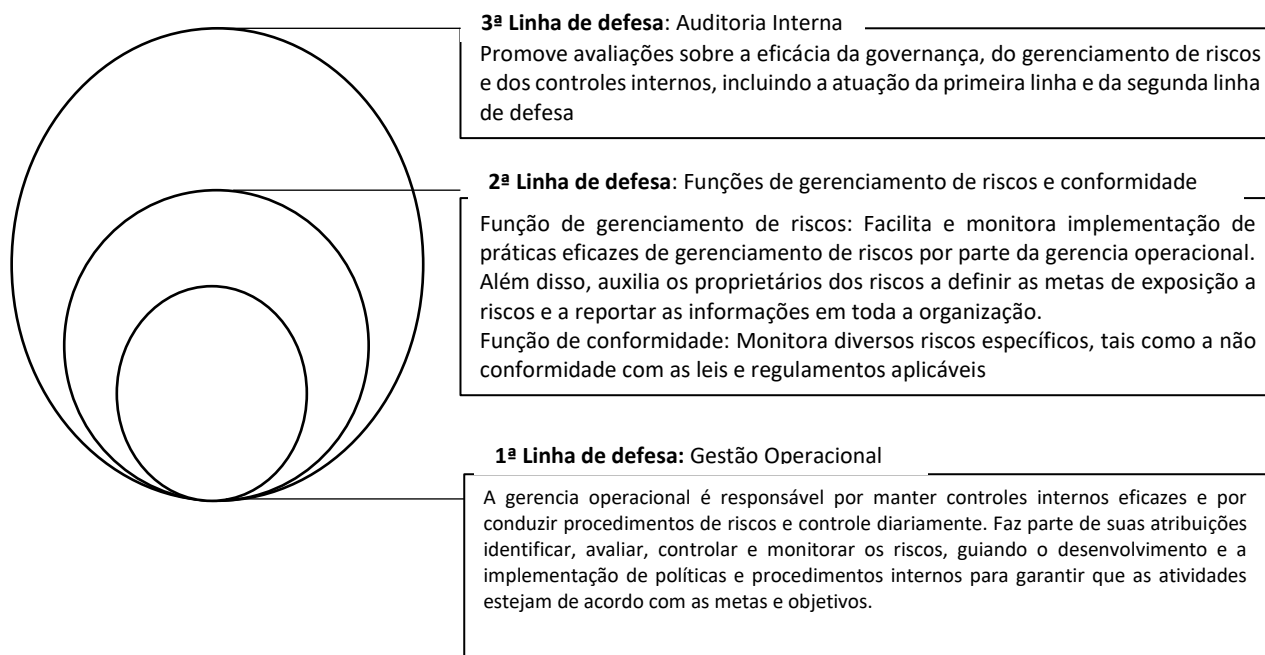 3ª Linha de defesa: Auditoria Interna
Promove avaliações sobre a eficácia da governança, do gerenciamento de riscos
e dos controles internos, incluindo a atuação da primeira linha e da segunda linha
de defesa
2ª Linha de defesa: Funções de gerenciamento de riscos e conformidade
Função de gerenciamento de riscos: Facilita e monitora implementação de
práticas eficazes de gerenciamento de riscos por parte da gerencia operacional.
Além disso, auxilia os proprietários dos riscos a definir as metas de exposição a
riscos e a reportar as informações em toda a organização.
Função de conformidade: Monitora diversos riscos específicos, tais como a não
conformidade com as leis e regulamentos aplicáveis
1ª Linha de defesa: Gestão Operacional
A gerencia operacional é responsável por manter controles internos eficazes e por
conduzir procedimentos de riscos e controle diariamente. Faz parte de suas atribuições
identificar, avaliar, controlar e monitorar os riscos, guiando o desenvolvimento e a
implementação de políticas e procedimentos internos para garantir que as atividades
estejam de acordo com as metas e objetivos.